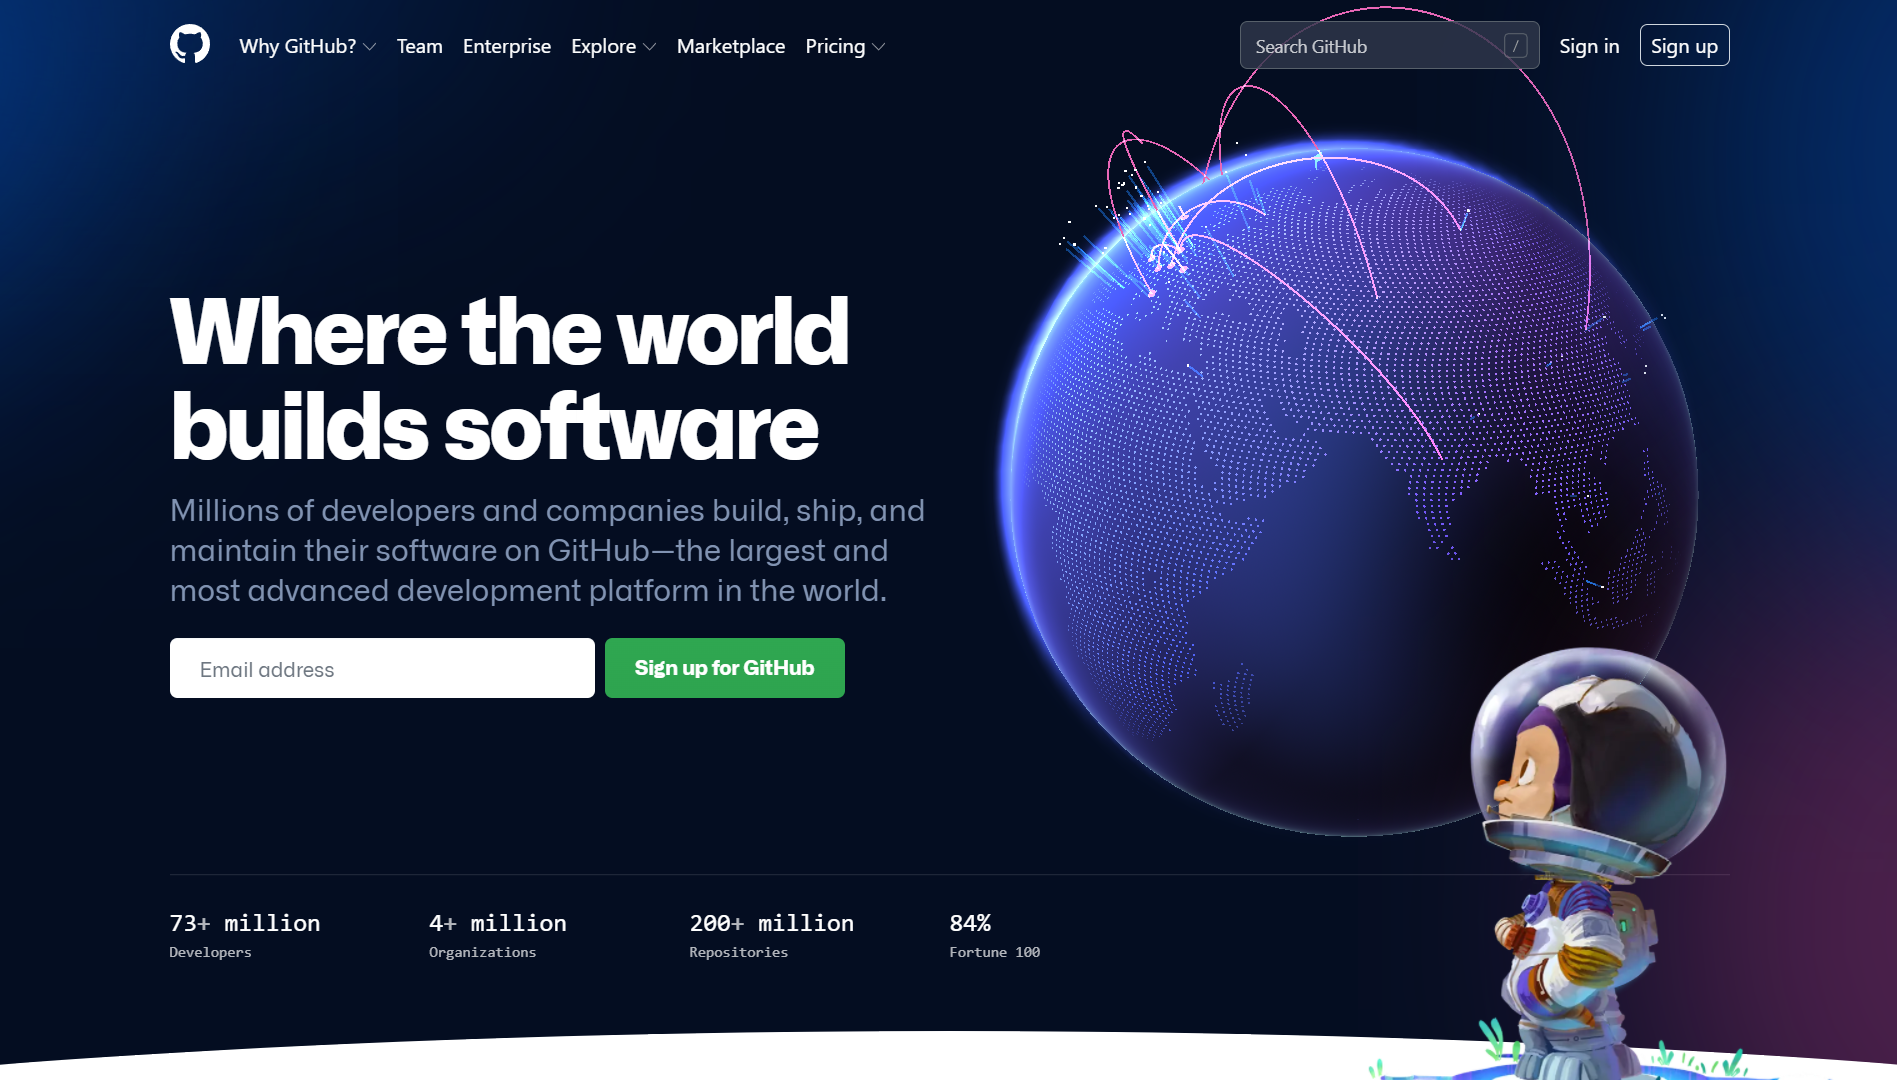 Why GitHub? Team Enterprise Explore Marketplace Pricing Search GitHub / Sign in Sign up
Where the world
builds software
Millions of developers and companies build, ship, and
maintain their software on GitHub—the largest and
most advanced development platform in the world.
Email address Sign up for GitHub
73+ million 4+ million 200+ million 84%
Developers Organizations Repositories Fortune 100